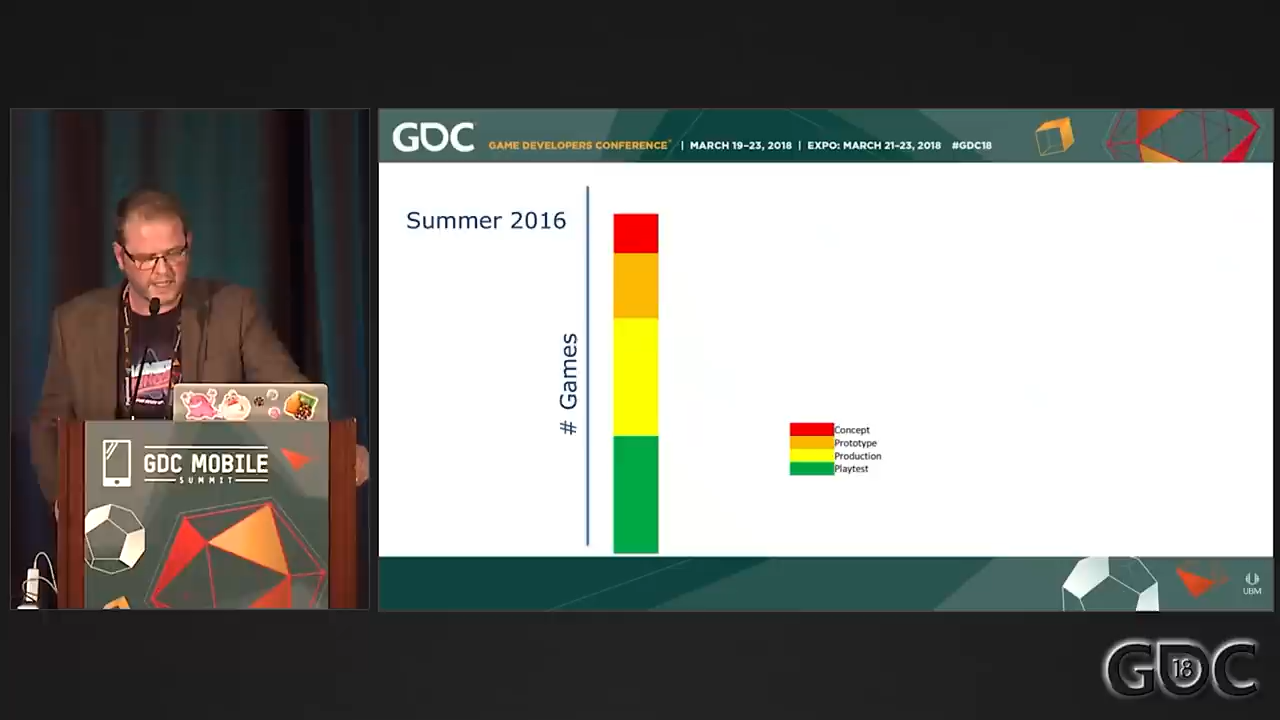 GDC
GAME DEVELOPERS CONFERENCE | MARCH 19–23, 2018 | EXPO: MARCH 21–23, 2018 #GDC18
Summer 2016
# Games
Concept
Prototype
Production
Playtest
GDC MOBILE
SUMMIT
UBM
GDC
18